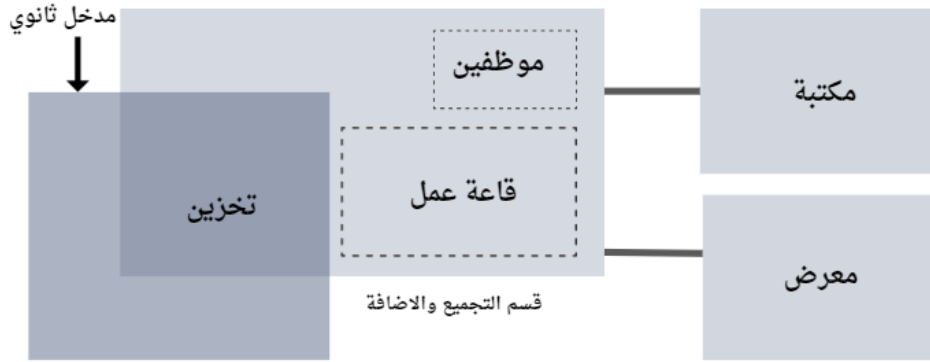 مدخل ثانوي
موظفين
مكتبة
قاعة عمل
تخزين
معرض
قسم التجميع والاضافة